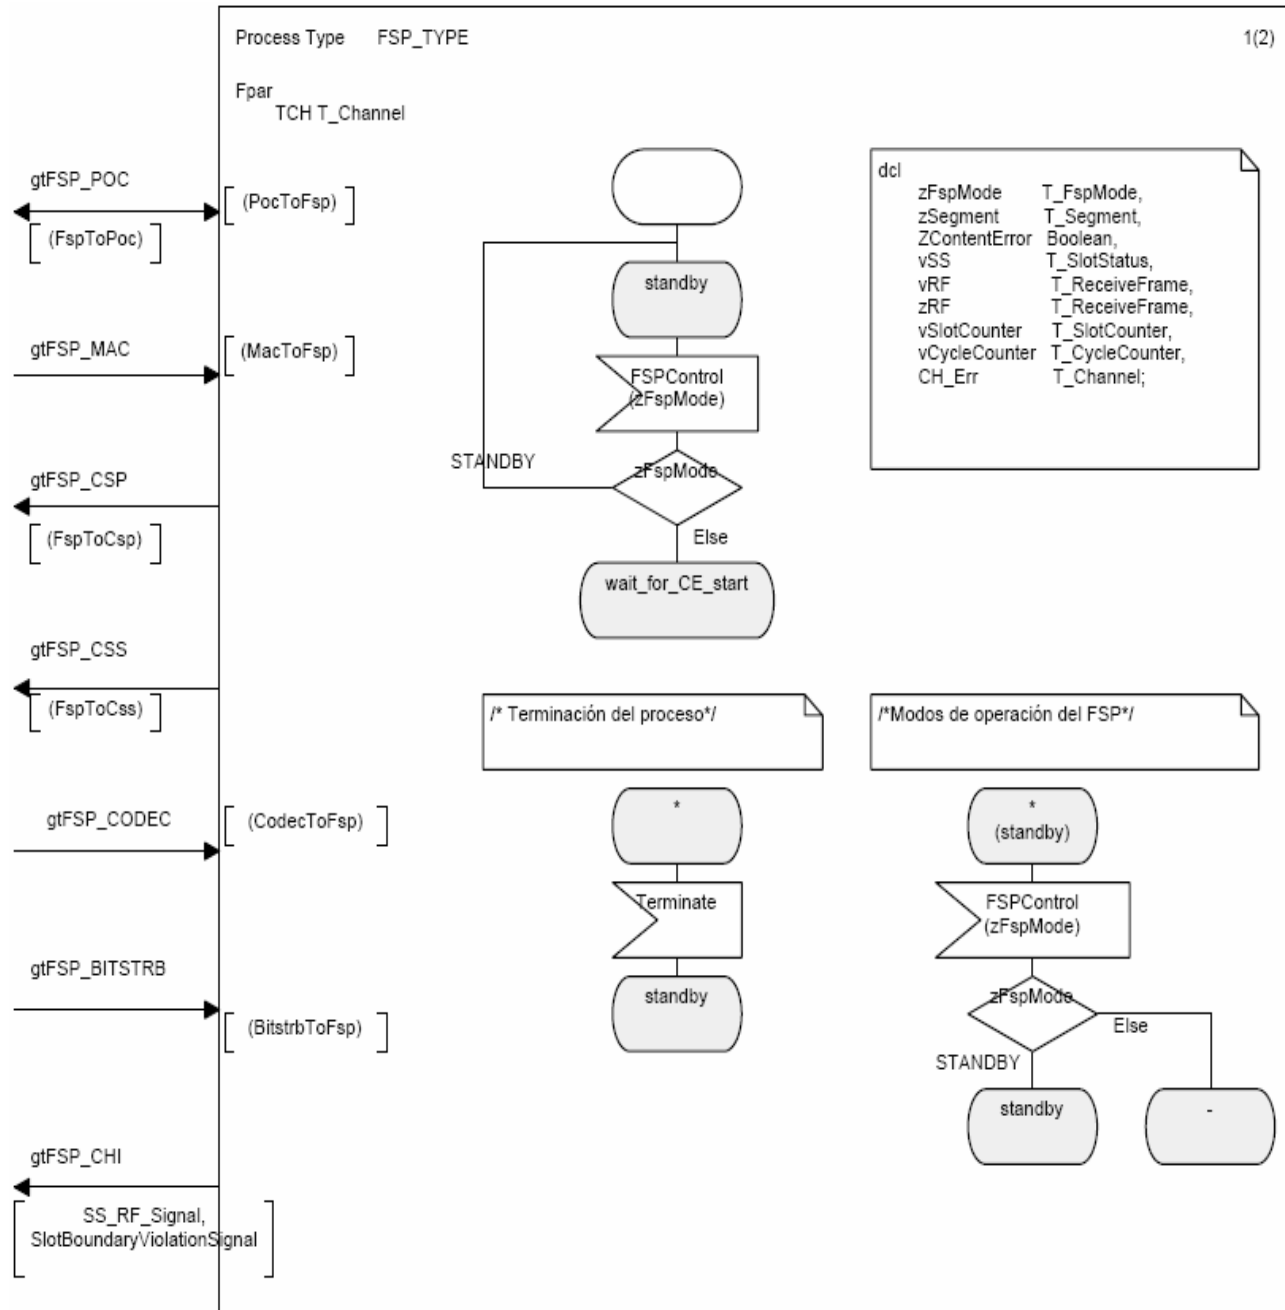 Process Type FSP_TYPE 1(2)
Fpar
TCH T_Channel
gtFSP_POC
(PocToFsp)
(FspToPoc)
gtFSP_MAC
(MacToFsp)
gtFSP_CSP
(FspToCsp)
gtFSP_CSS
(FspToCss)
gtFSP_CODEC
(CodecToFsp)
gtFSP_BITSTRB
(BitstrbToFsp)
gtFSP_CHI
SS_RF_Signal,
SlotBoundaryViolationSignal
standby
FSPControl
(zFspMode)
zFspMode
STANDBY
Else
wait_for_CE_start
dcl
zFspMode T_FspMode,
zSegment T_Segment,
ZContentError Boolean,
vSS T_SlotStatus,
vRF T_ReceiveFrame,
zRF T_ReceiveFrame,
vSlotCounter T_SlotCounter,
vCycleCounter T_CycleCounter,
CH_Err T_Channel;
/* Terminación del proceso*/
*
Terminate
standby
/*Modos de operación del FSP*/
*
(standby)
FSPControl
(zFspMode)
zFspMode
Else
STANDBY
standby
-